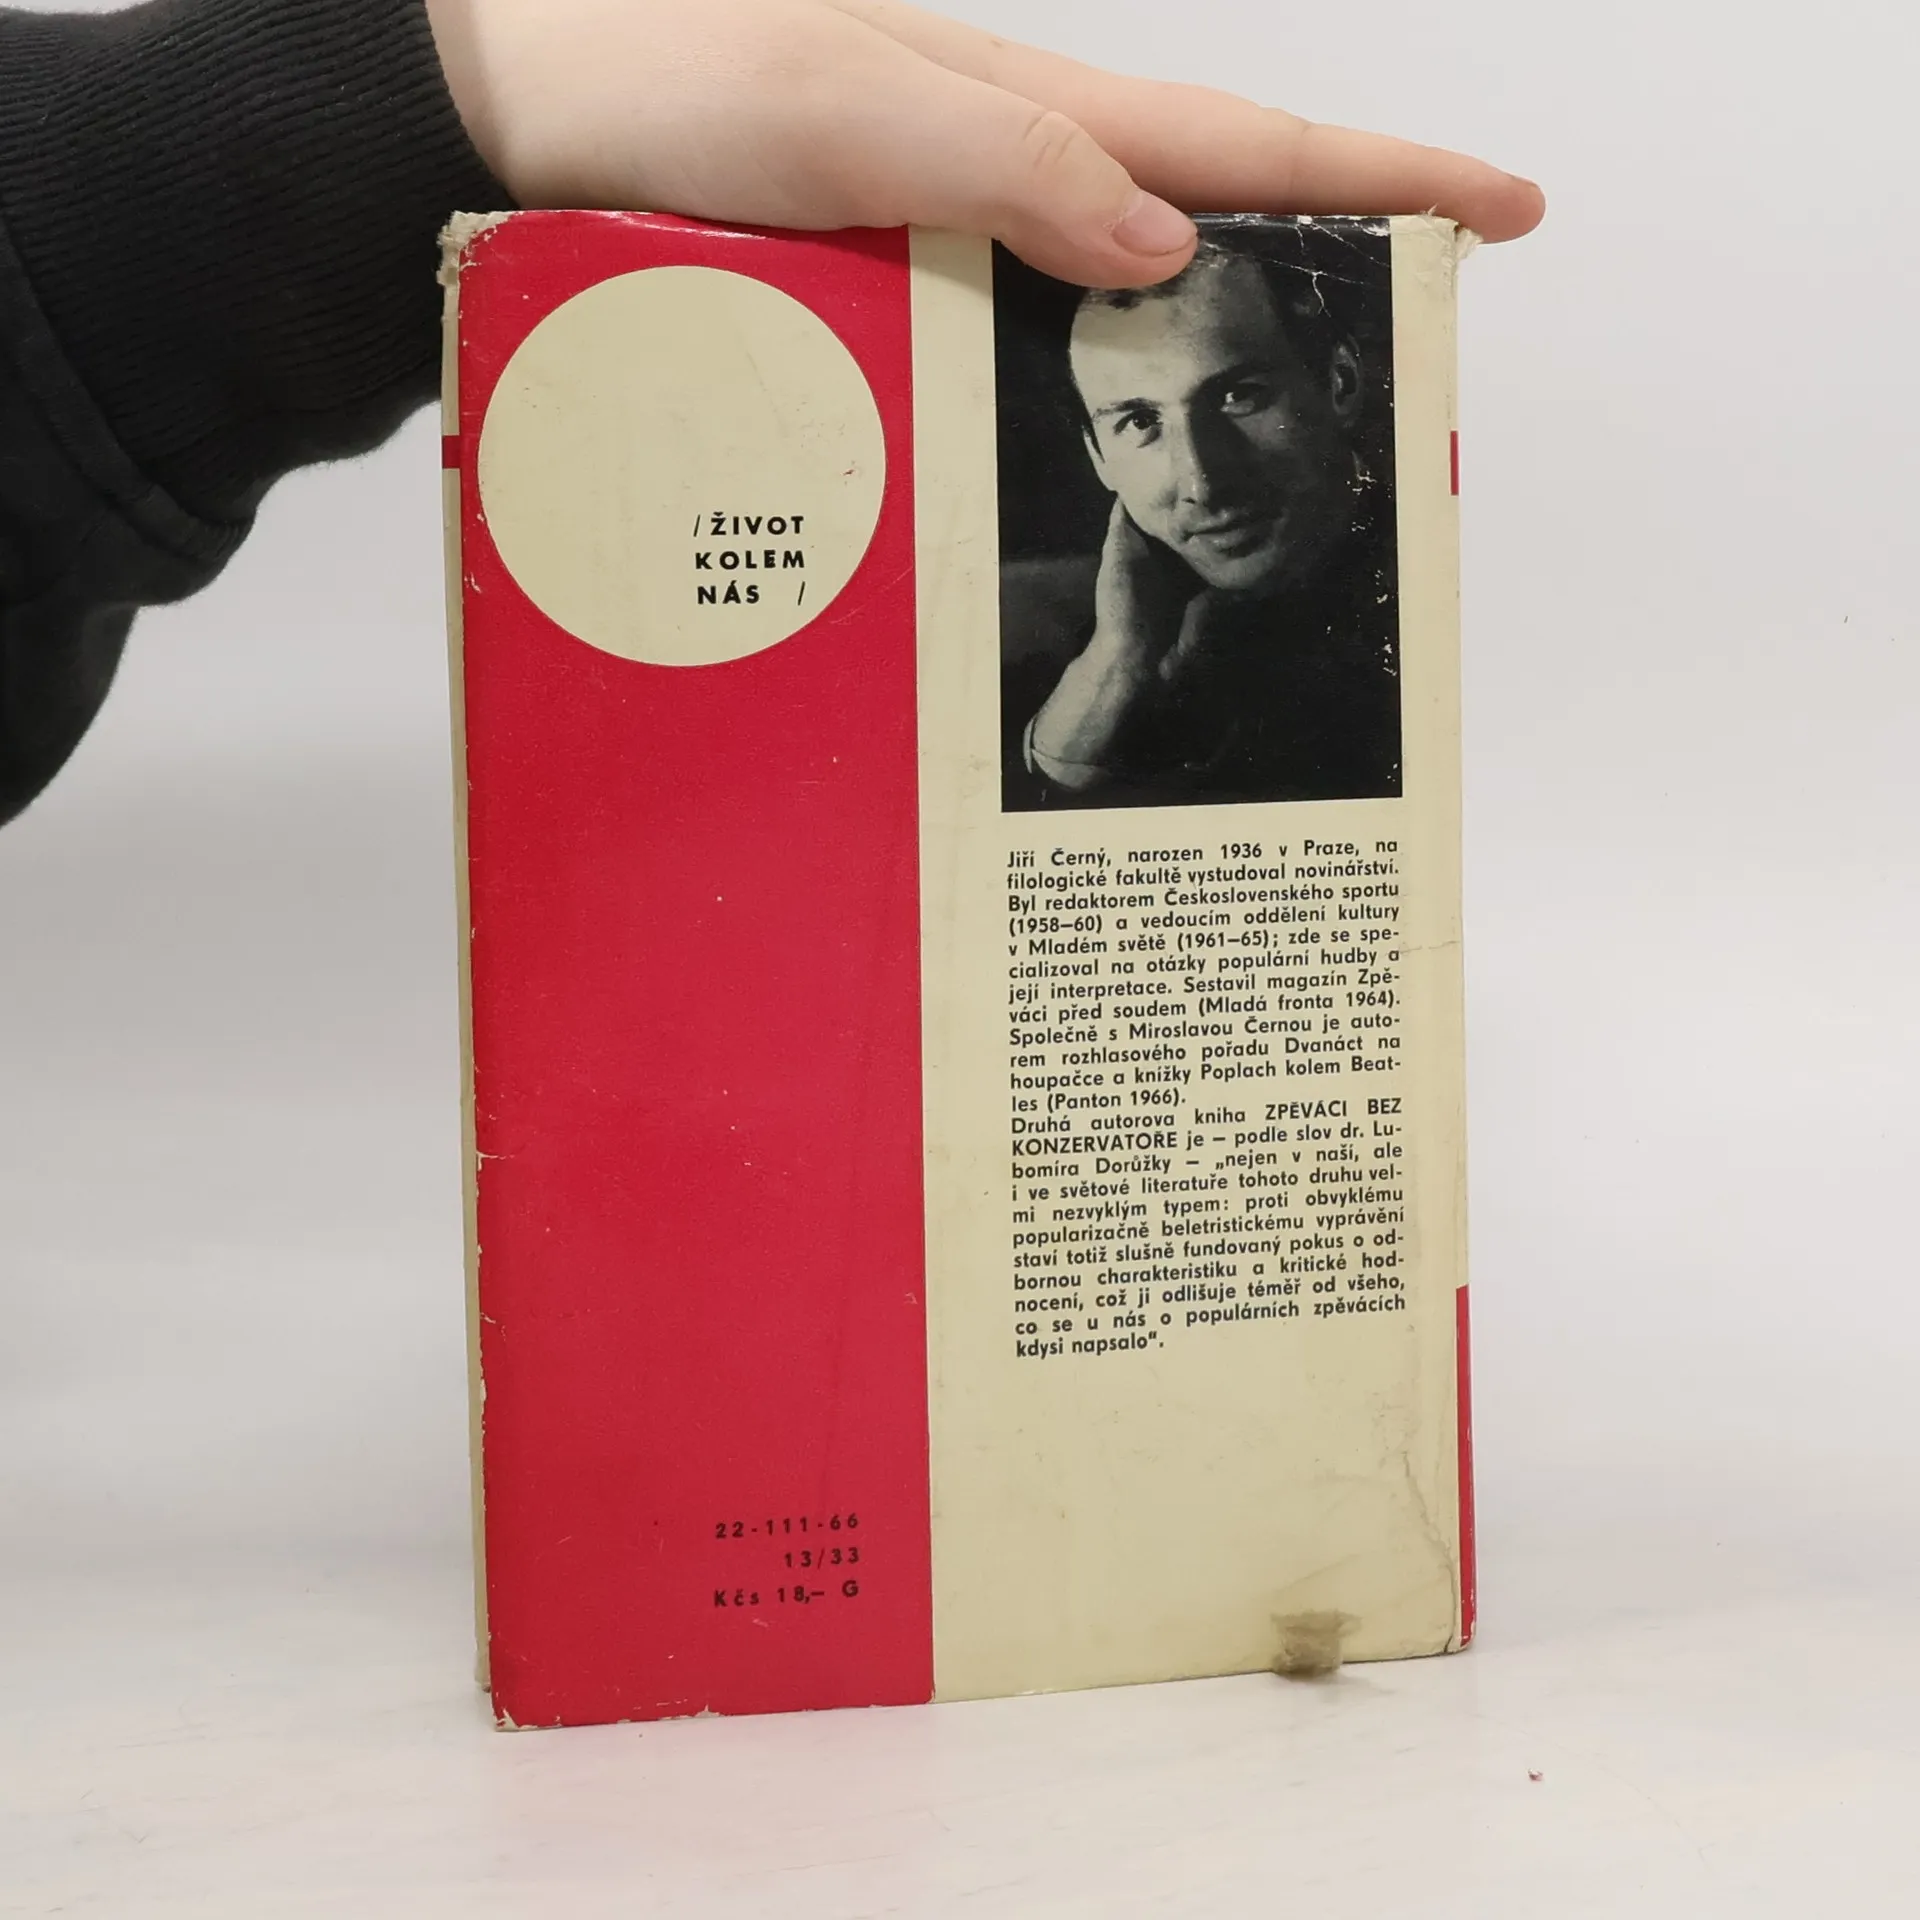 /ŽIVOT
KOLEM
NÁS /
22-111-66
13/33
Kčs 18,– G
Jiří Černý, narozen 1936 v Praze, na
filologické fakultě vystudoval novinářství.
Byl redaktorem Československého sportu
(1958–60) a vedoucím oddělení kultury
v Mladém světě (1961–65); zde se spe-
cializoval na otázky populární hudby a
její interpretace. Sestavil magazín Zpě-
váci před soudem (Mladá fronta 1964).
Společně s Miroslavou Černou je auto-
rem rozhlasového pořadu Dvanáct na
houpačce a knížky Poplach kolem Beat-
les (Panton 1966).
Druhá autorova kniha ZPĚVÁCI BEZ
KONZERVATOŘE je – podle slov dr. Lu-
bomíra Dorůžky – „nejen v naší, ale
i ve světové literatuře tohoto druhu vel-
mi nezvyklým typem: proti obvyklému
popularizačně beletristickému vyprávění
staví totiž slušně fundovaný pokus o od-
bornou charakteristiku a kritické hod-
nocení, což ji odlišuje téměř od všeho,
co se u nás o populárních zpěvácích
kdysi napsalo“.